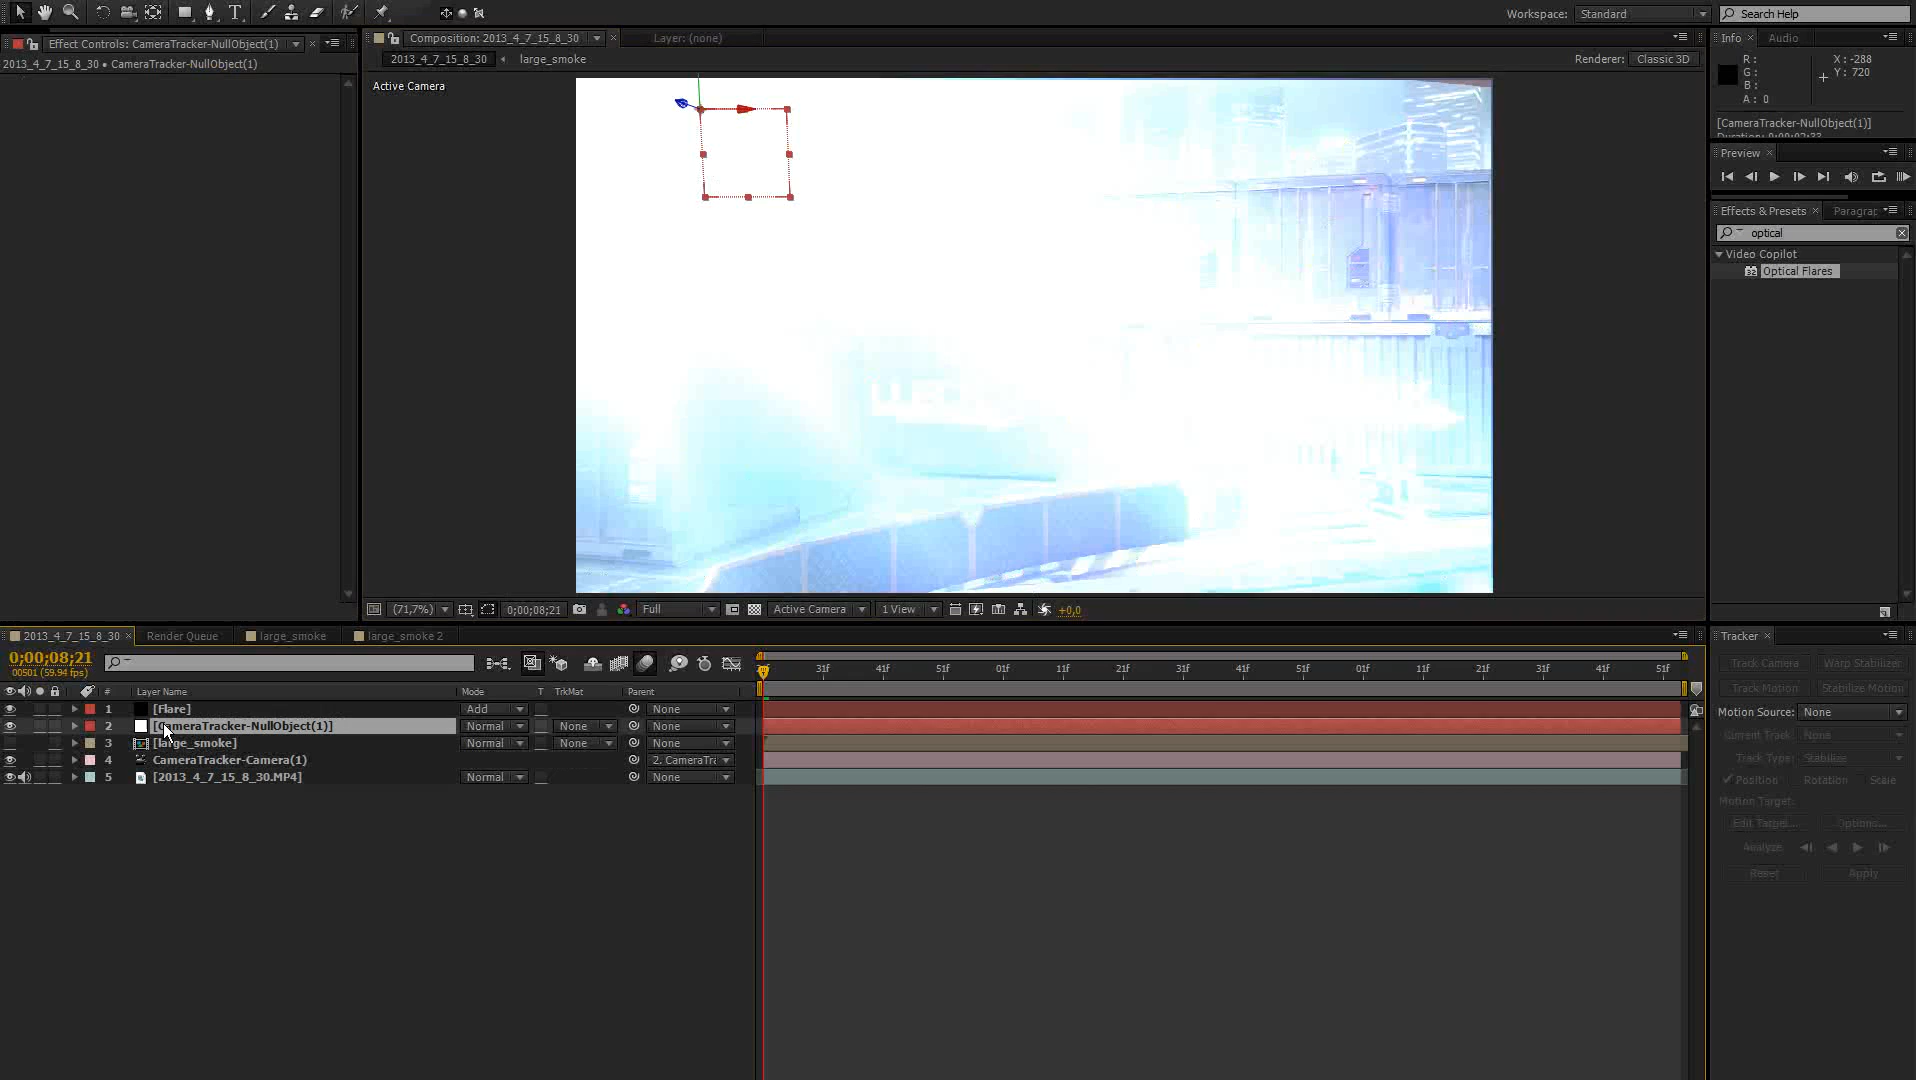 Workspace: Standard
Search Help
Effect Controls: CameraTracker-NullObject(1)
2013_4_7_15_8_30 • CameraTracker-NullObject(1)
Composition: 2013_4_7_15_8_30
Layer: (none)
2013_4_7_15_8_30
large_smoke
Renderer: Classic 3D
Active Camera
Info
Audio
R :
G :
B :
A : 0
X : -288
Y : 720
[CameraTracker-NullObject(1)]
Preview
Effects & Presets
Paragrap
optical
Video Copilot
Optical Flares
(71,7%)
0;00;08;21
Full
Active Camera
1 View
+0,0
2013_4_7_15_8_30
Render Queue
large_smoke
large_smoke 2
0;00;08;21
00501 (59.94 fps)
# Layer Name
Mode
T TrkMat
Parent
31f 41f 51f 01f 11f 21f 31f 41f 51f 01f 11f 21f 31f 41f 51f
1 [Flare] Add None
2 [CameraTracker-NullObject(1)] Normal None None
3 [large_smoke] Normal None None
4 CameraTracker-Camera(1) 2. CameraTra
5 [2013_4_7_15_8_30.MP4] Normal None
Tracker
Track Camera
Warp Stabilizer
Track Motion
Stabilize Motion
Motion Source: None
Current Track: None
Track Type: Stabilize
Position Rotation Scale
Motion Target:
Edit Target...
Options...
Analyze:
Reset
Apply